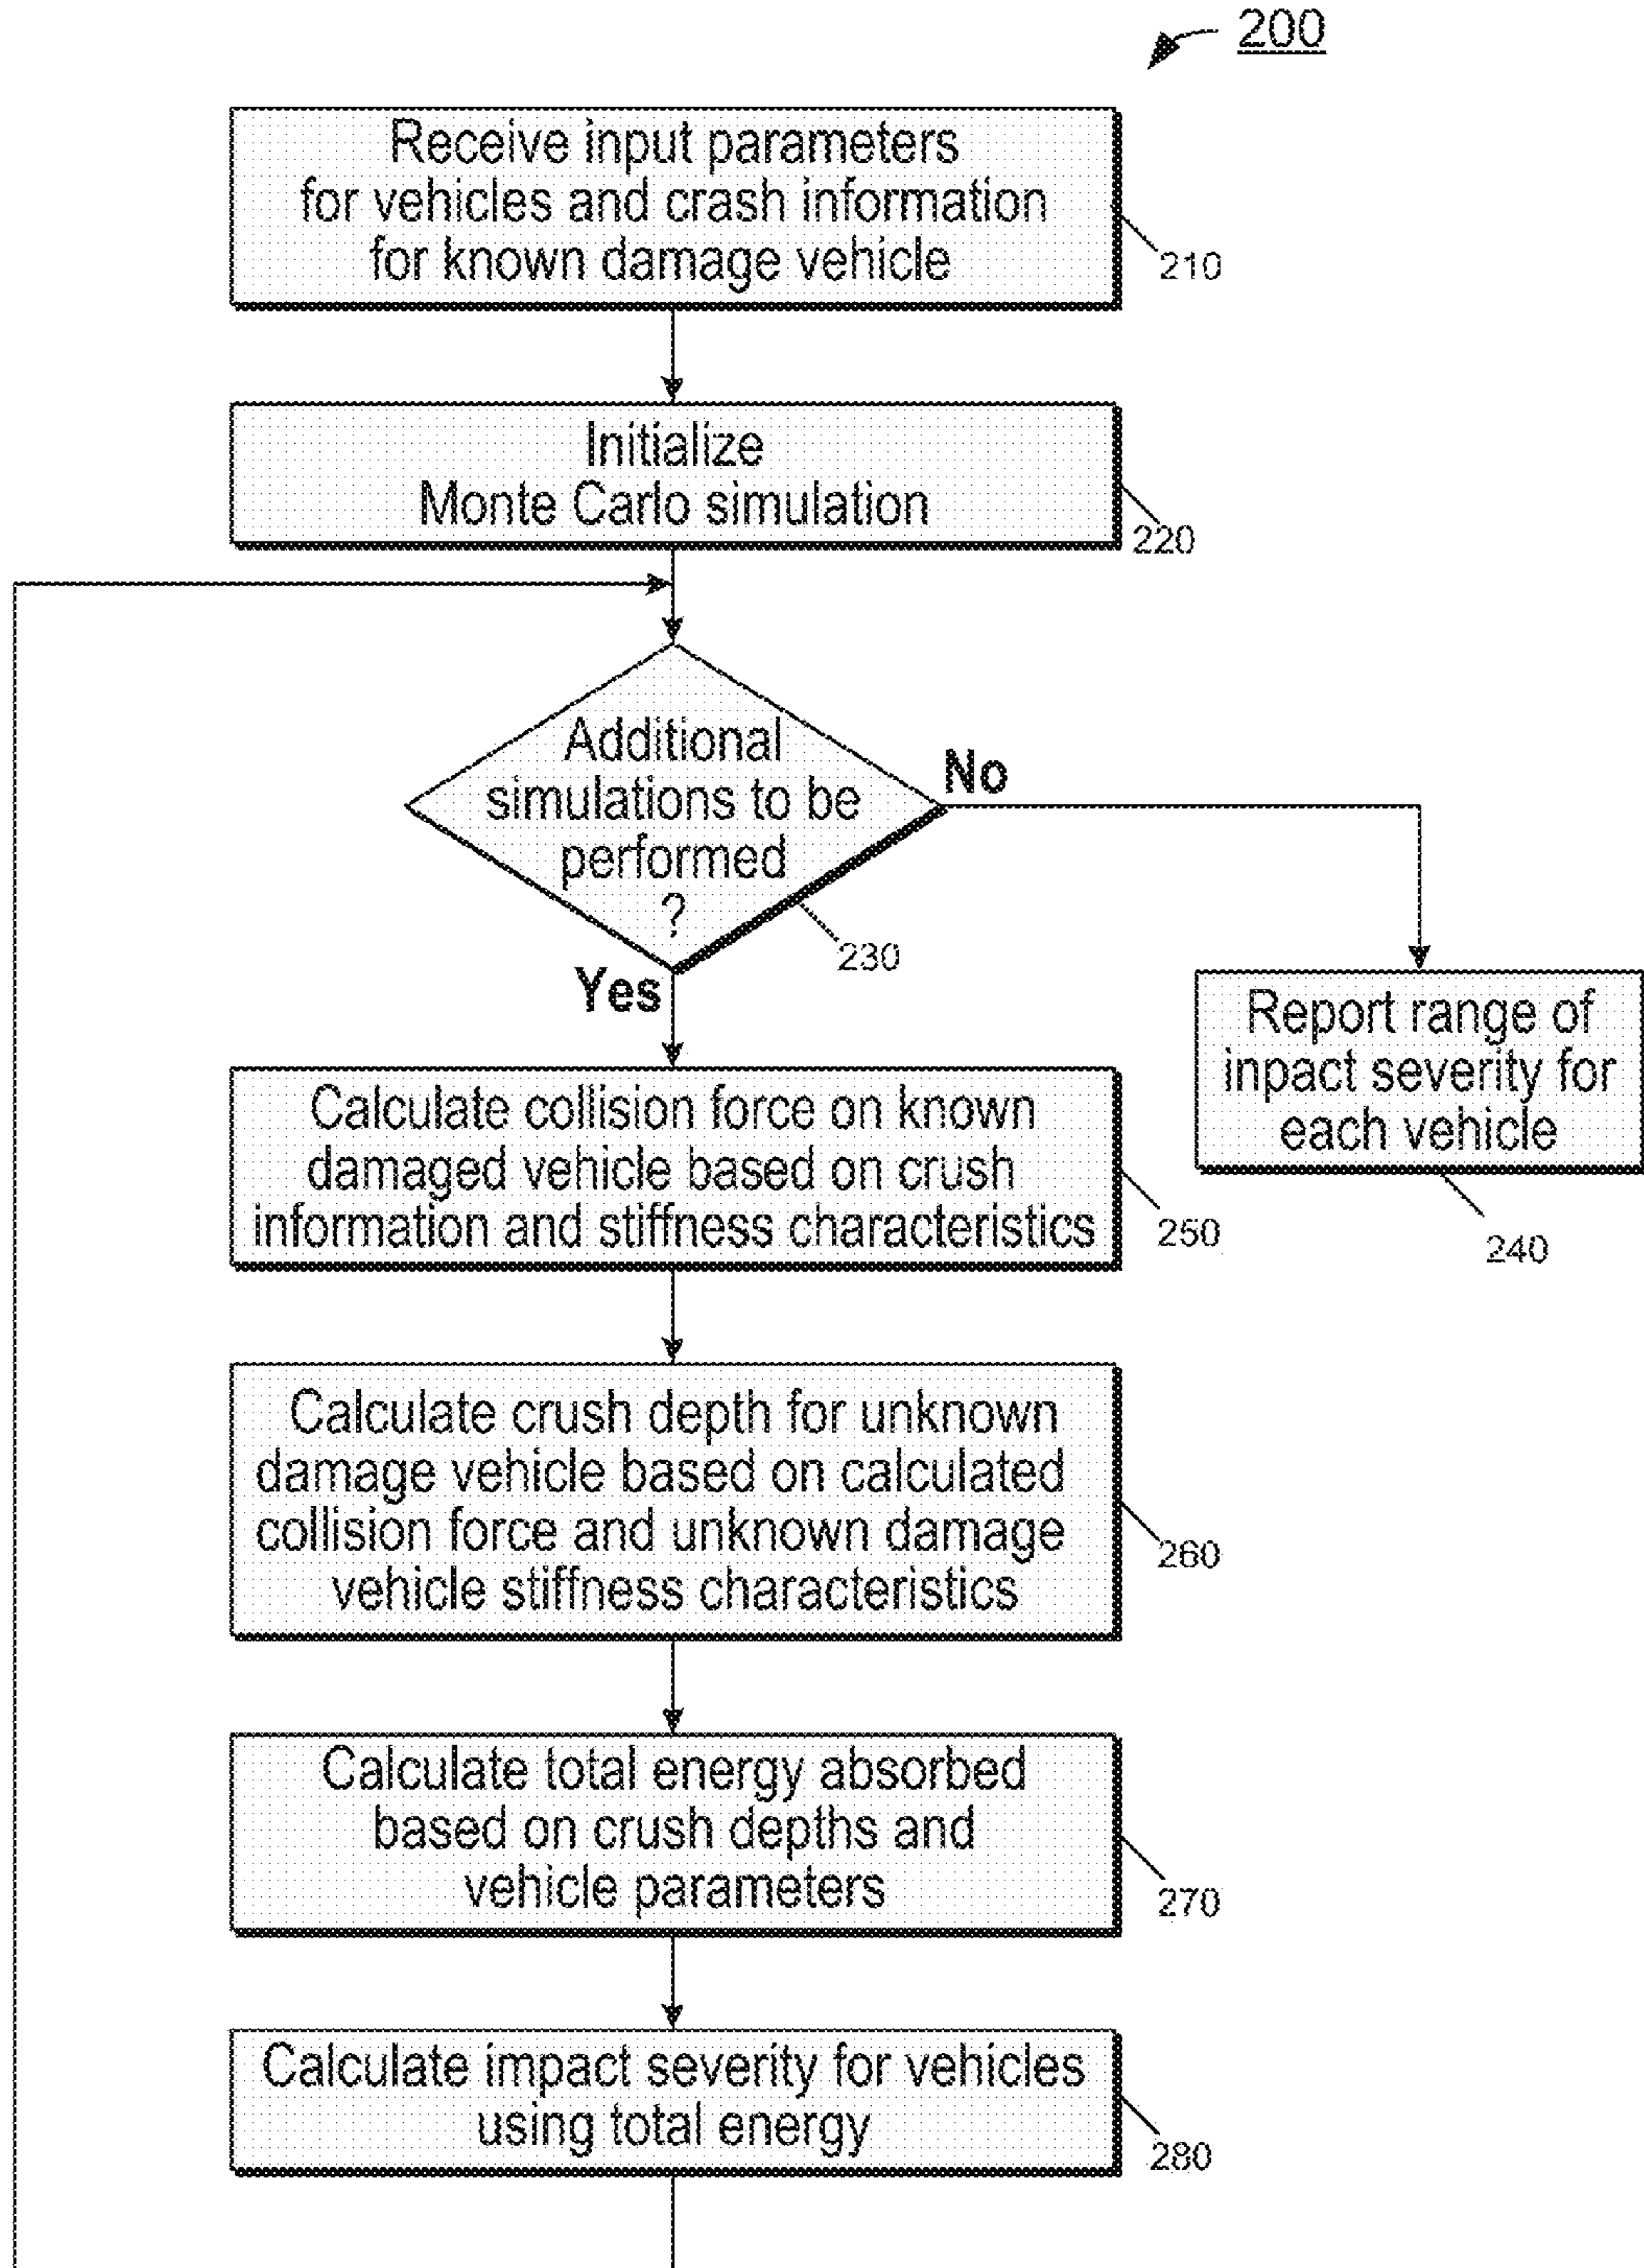 200
Receive input parameters
for vehicles and crash information
for known damage vehicle
210
Initialize
Monte Carlo simulation
220
Additional
simulations to be
performed
?
No
230
Yes
Report range of
inpact severity for
each vehicle
240
Calculate collision force on known
damaged vehicle based on crush
information and stiffness characteristics
250
Calculate crush depth for unknown
damage vehicle based on calculated
collision force and unknown damage
vehicle stiffness characteristics
260
Calculate total energy absorbed
based on crush depths and
vehicle parameters
270
Calculate impact severity for vehicles
using total energy
280